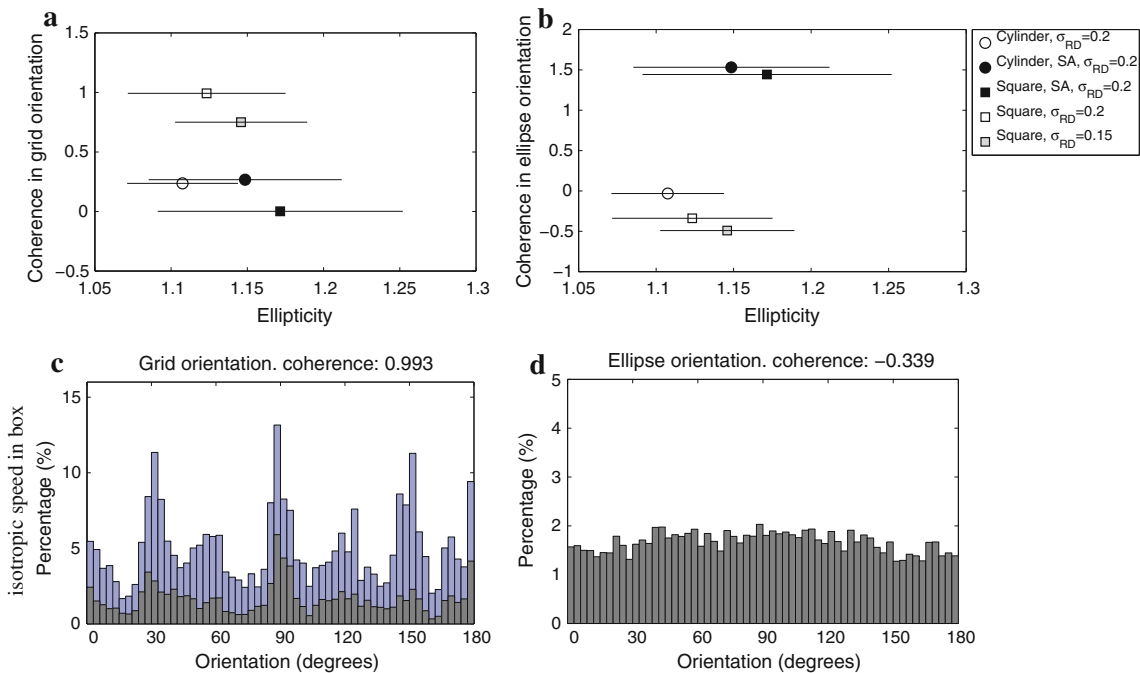 a
1.5
1
0.5
0
−0.5
Coherence in grid orientation
1.05
1.1
1.15
1.2
1.25
1.3
Ellipticity
b
2
1.5
1
0.5
0
−0.5
−1
Coherence in ellipse orientation
1.05
1.1
1.15
1.2
1.25
1.3
Ellipticity
Cylinder, σRD=0.2
Cylinder, SA, σRD=0.2
Square, SA, σRD=0.2
Square, σRD=0.2
Square, σRD=0.15
c
Grid orientation. coherence: 0.993
15
10
5
0
isotropic speed in box
Percentage (%)
0
30
60
90
120
150
180
Orientation (degrees)
d
Ellipse orientation. coherence: −0.339
5
4
3
2
1
0
Percentage (%)
0
30
60
90
120
150
180
Orientation (degrees)